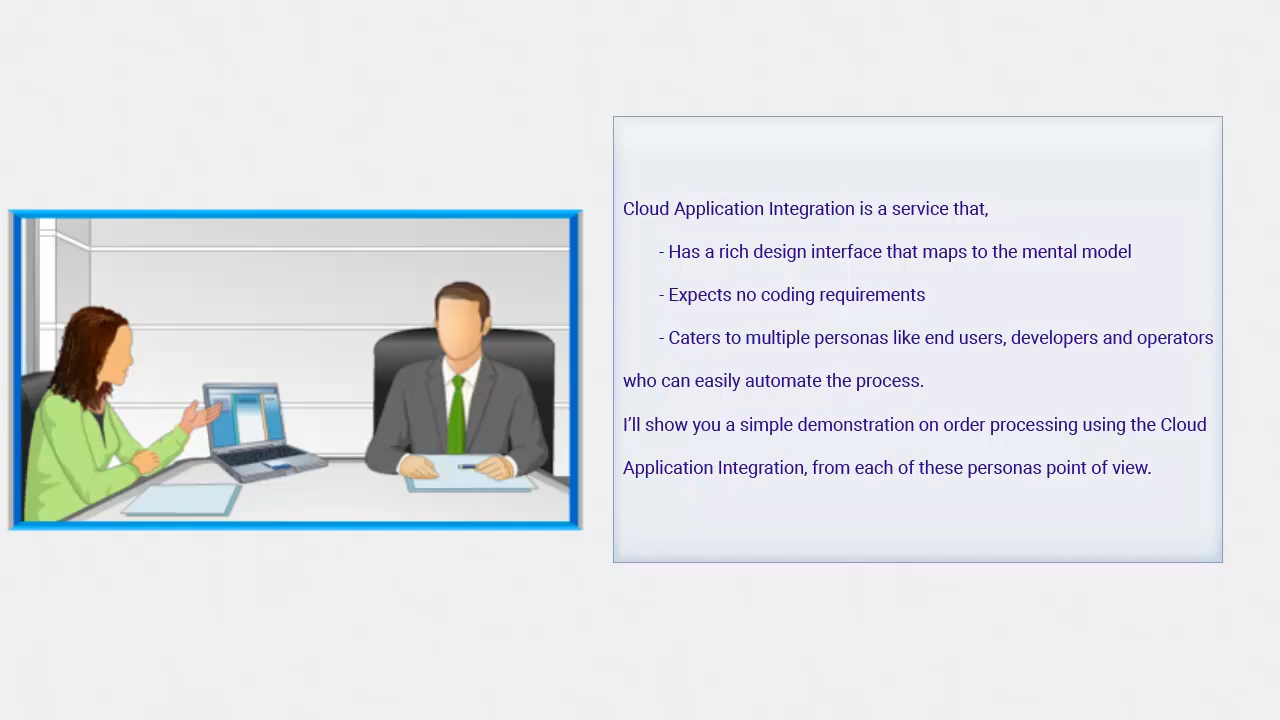 Cloud Application Integration is a service that,
- Has a rich design interface that maps to the mental model
- Expects no coding requirements
- Caters to multiple personas like end users, developers and operators
who can easily automate the process.
I’ll show you a simple demonstration on order processing using the Cloud
Application Integration, from each of these personas point of view.